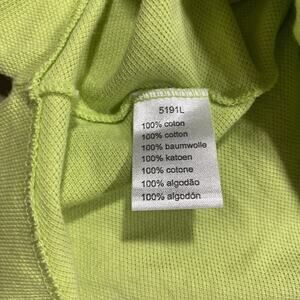 5191L
100% coton
100% cotton
100% baumwolle
100% katoen
100% cotone
100% algodão
100% algodón